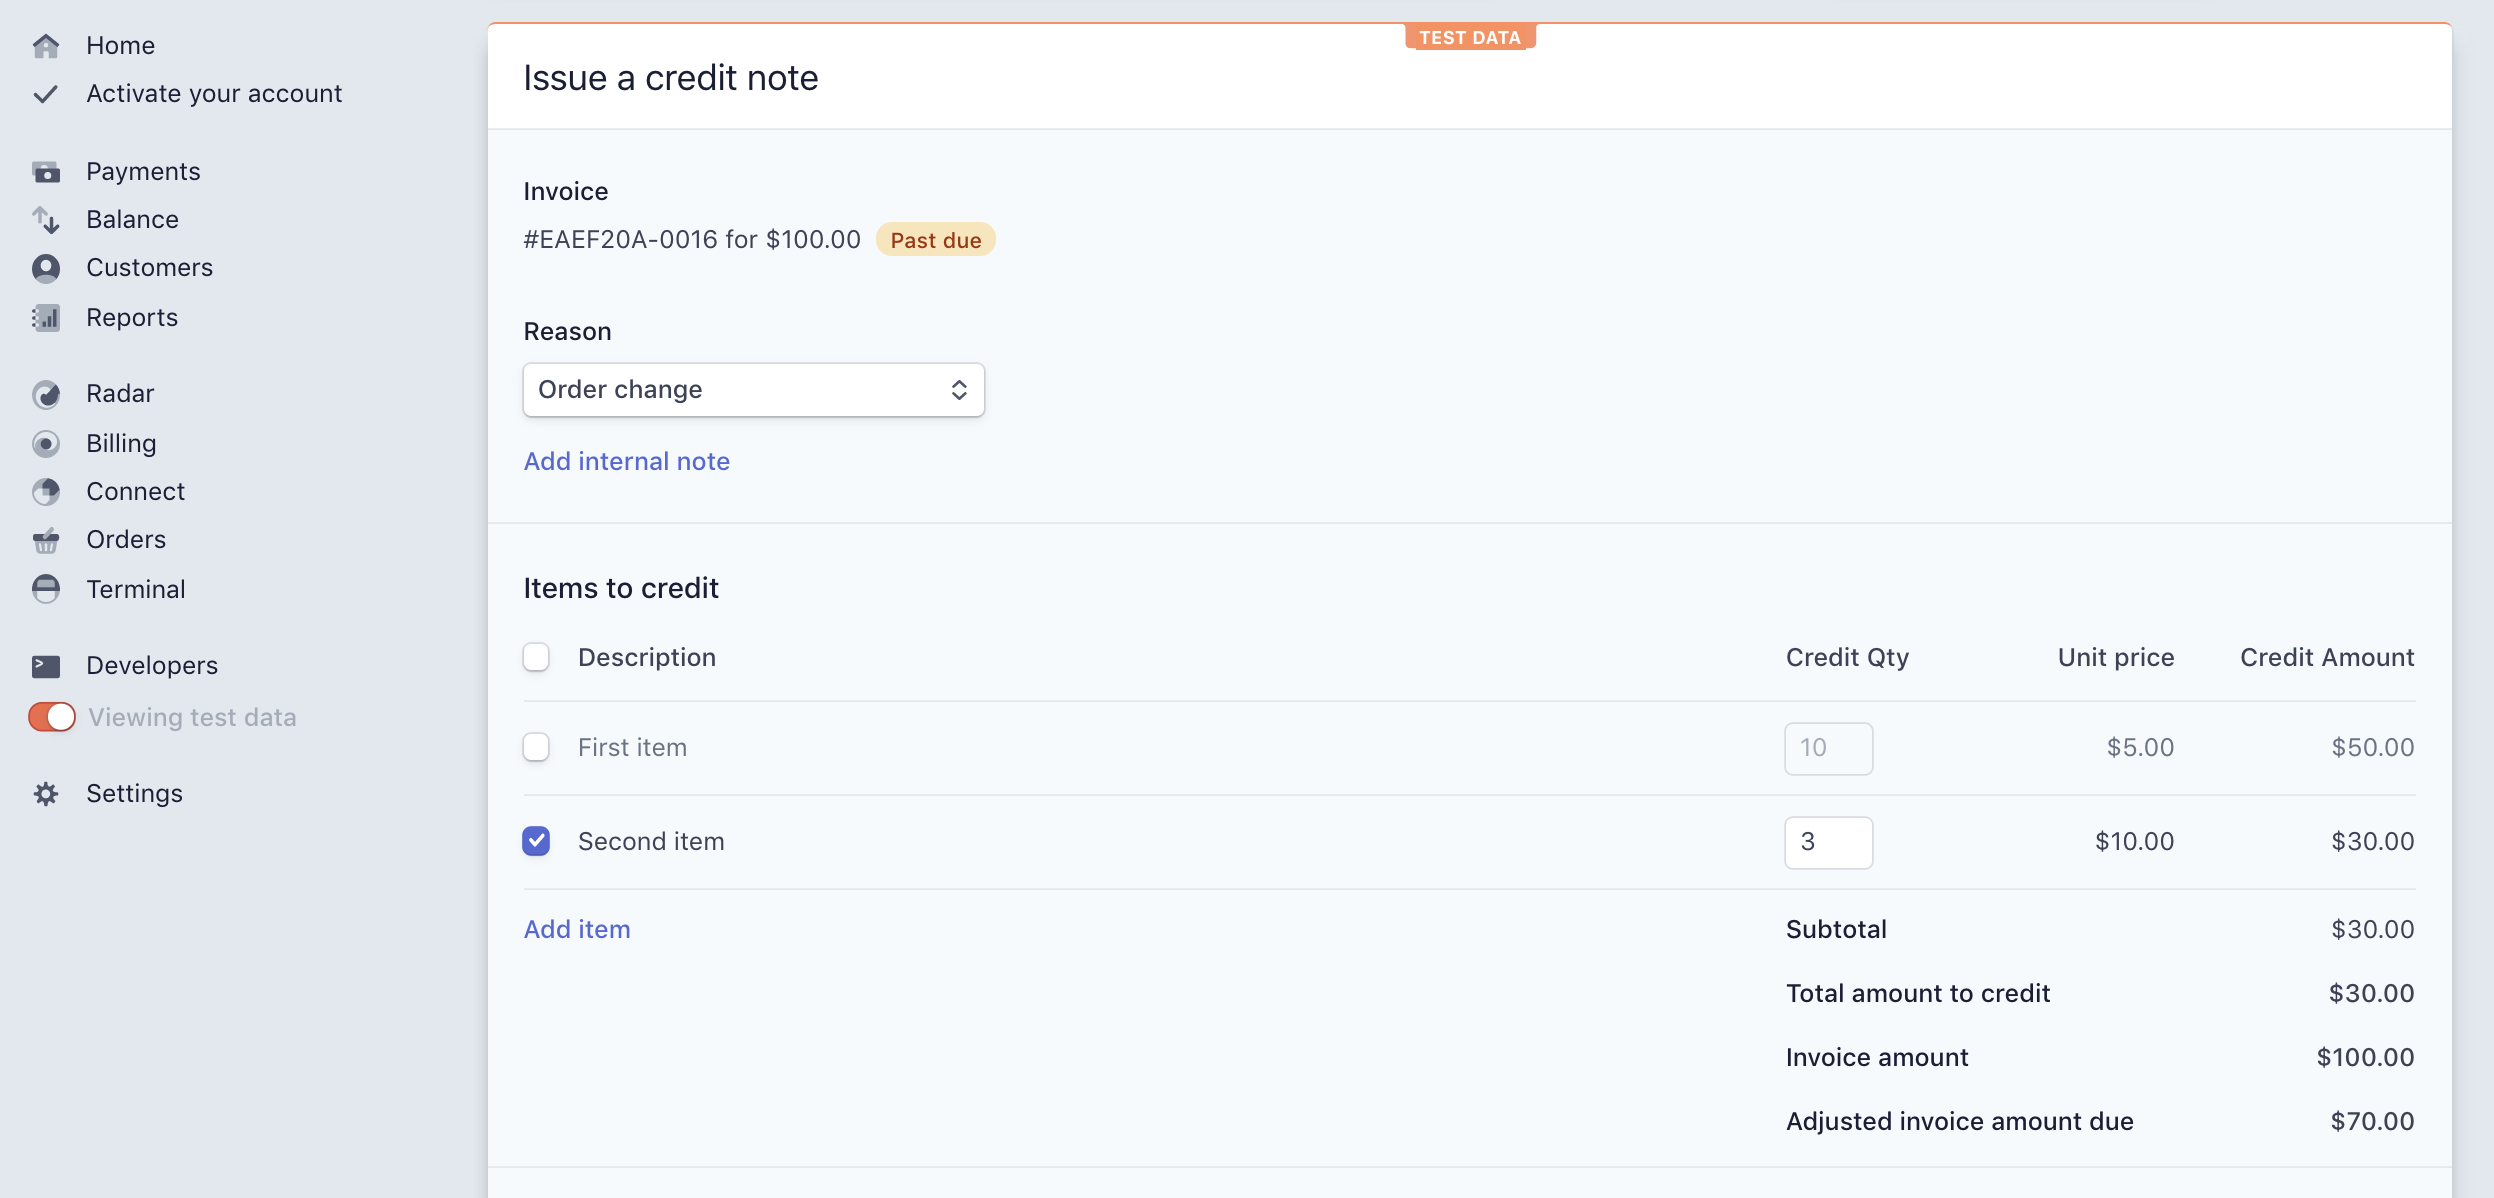 Home
Activate your account
Payments
Balance
Customers
Reports
Radar
Billing
Connect
Orders
Terminal
Developers
Viewing test data
Settings
TEST DATA
Issue a credit note
Invoice
#EAEF20A-0016 for $100.00 Past due
Reason
Order change
Add internal note
Items to credit
Description Credit Qty Unit price Credit Amount
First item 10 $5.00 $50.00
Second item 3 $10.00 $30.00
Add item Subtotal $30.00
Total amount to credit $30.00
Invoice amount $100.00
Adjusted invoice amount due $70.00